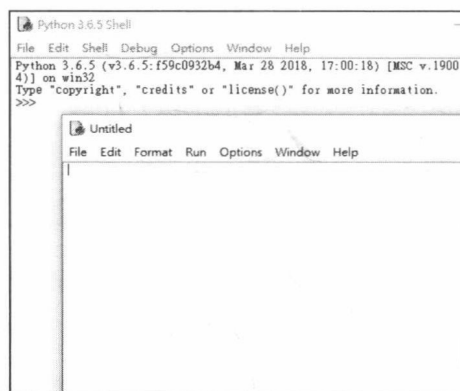 Python 3.6.5 Shell
File Edit Shell Debug Options Window Help
Python 3.6.5 (v3.6.5:f59c0932b4, Mar 28 2018, 17:00:18) [MSC v.1900
4)] on win32
Type "copyright", "credits" or "license()" for more information.
>>>
Untitled
File Edit Format Run Options Window Help